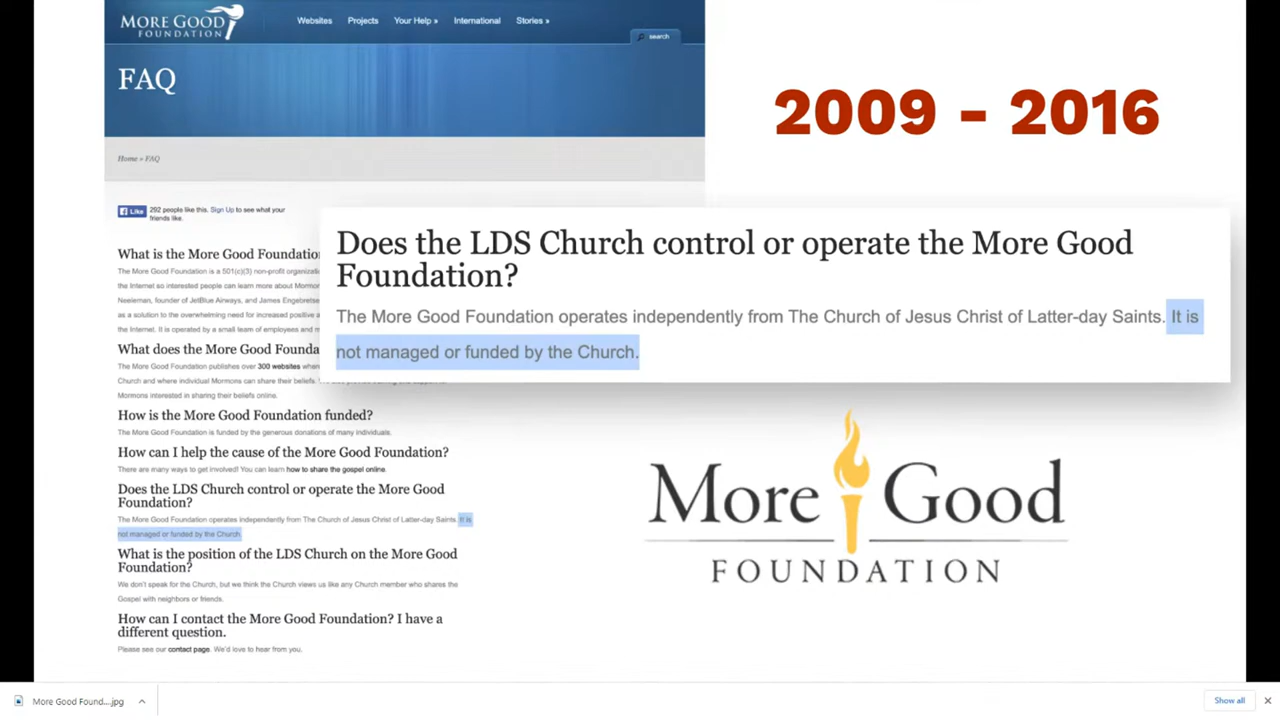 MORE GOOD
FOUNDATION
Websites Projects Your Help » International Stories »
search
FAQ
2009 - 2016
Home » FAQ
Like 292 people like this. Sign Up to see what your
friends like.
Does the LDS Church control or operate the More Good
Foundation?
The More Good Foundation operates independently from The Church of Jesus Christ of Latter-day Saints. It is
not managed or funded by the Church.
What is the More Good Foundation
The More Good Foundation is a 501(c)(3) non-profit organizati
the Internet so interested people can learn more about Mormon
Neeleman, founder of JetBlue Airways, and James Engebretse
as a solution to the overwhelming need for increased positive a
the Internet. It is operated by a small team of employees and m
What does the More Good Founda
The More Good Foundation publishes over 300 websites wher
Church and where individual Mormons can share their beliefs.
Mormons interested in sharing their beliefs online.
How is the More Good Foundation funded?
The More Good Foundation is funded by the generous donations of many individuals.
How can I help the cause of the More Good Foundation?
There are many ways to get involved! You can learn how to share the gospel online.
Does the LDS Church control or operate the More Good
Foundation?
The More Good Foundation operates independently from The Church of Jesus Christ of Latter-day Saints. It is
not managed or funded by the Church.
What is the position of the LDS Church on the More Good
Foundation?
We don't speak for the Church, but we think the Church views us like any Church member who shares the
Gospel with neighbors or friends.
How can I contact the More Good Foundation? I have a
different question.
Please see our contact page. We'd love to hear from you.
More Good
FOUNDATION
More Good Found....jpg
Show all